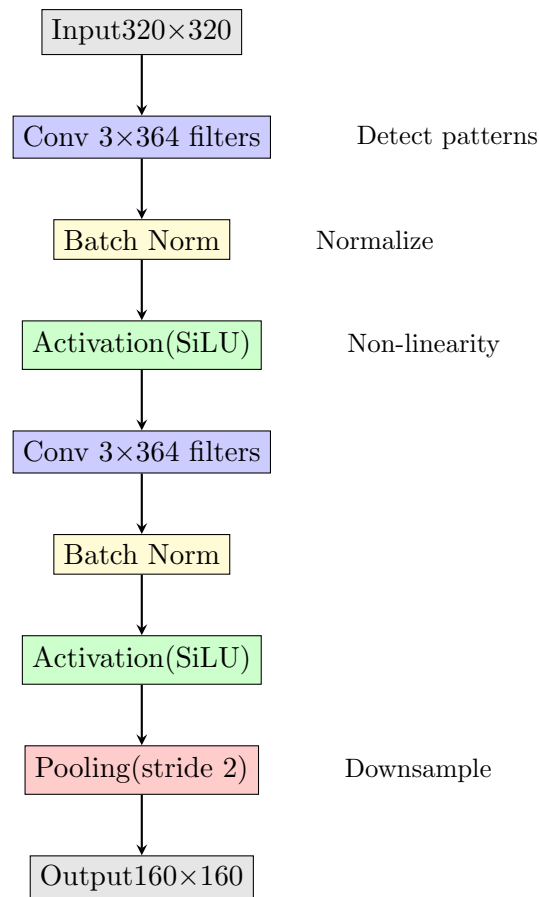 Input320×320
Conv 3×364 filters
Detect patterns
Batch Norm
Normalize
Activation(SiLU)
Non-linearity
Conv 3×364 filters
Batch Norm
Activation(SiLU)
Pooling(stride 2)
Downsample
Output160×160